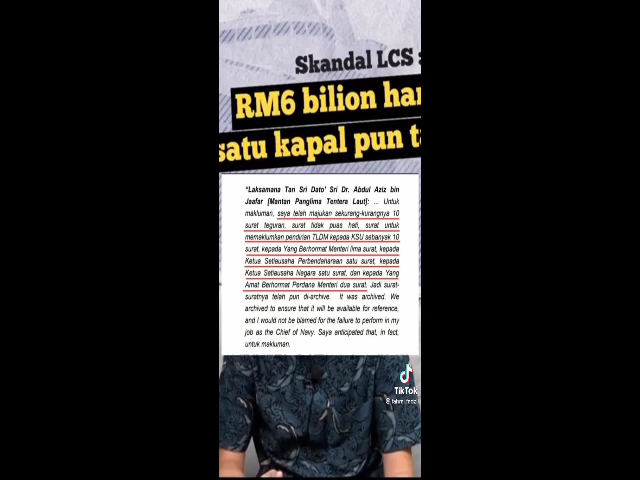 Skandal LCS :
RM6 bilion
satu kapal pun
"Laksamana Tan Sri Dato' Sri Dr. Abdul Aziz bin
Jaafar [Mantan Panglima Tentera Laut]: ... Untuk
makluman, saya telah majukan sekurang-kurangnya 10
surat teguran, surat tidak puas hati, surat untuk
memaklumkan pendirian TLDM kepada KSU sebanyak 10
surat, kepada Yang Berhormat Menteri lima surat, kepada
Ketua Setiausaha Perbendaharaan satu surat, kepada
Ketua Setiausaha Negara satu surat, dan kepada Yang
Amat Berhormat Perdana Menteri dua surat. Jadi surat-
suratnya telah pun di-archive. It was archived. We
archived to ensure that it will be available for reference,
and I would not be blamed for the failure to perform in my
job as the Chief of Navy. Saya anticipated that, in fact,
untuk makluman.
TikTok